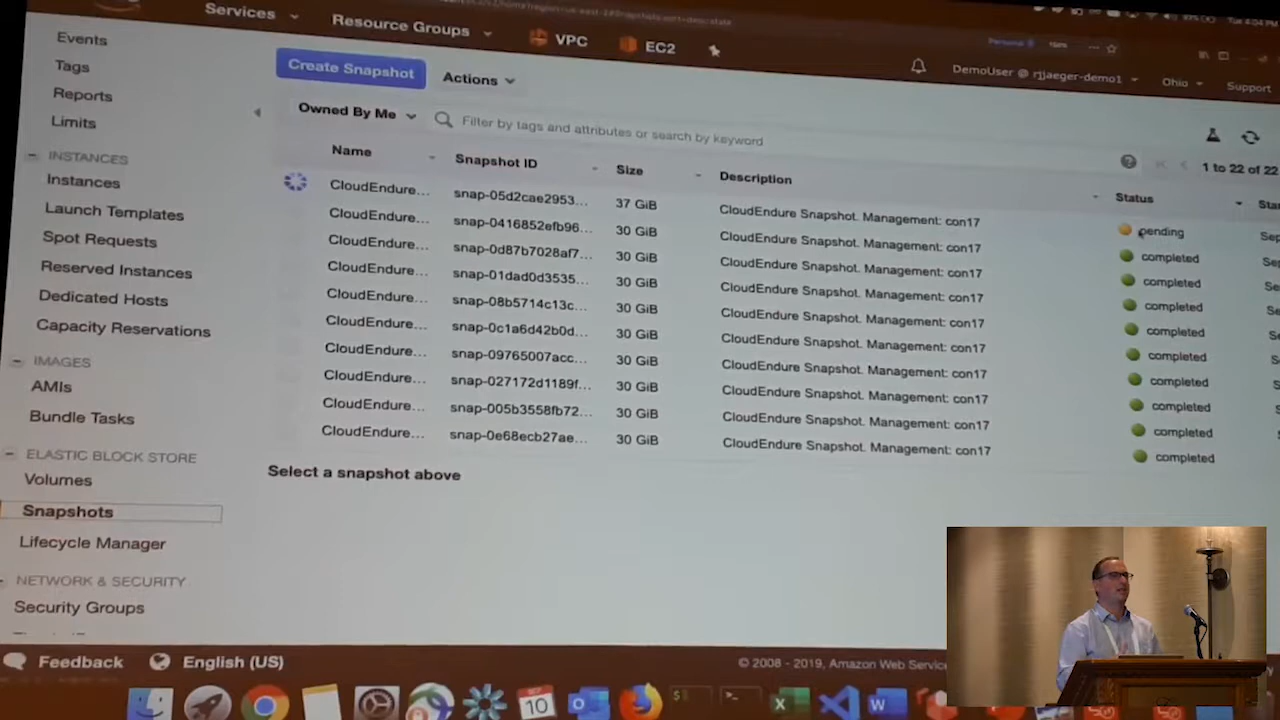 Services
Resource Groups
VPC
EC2
DemoUser @ rjjaeger-demo1
Ohio
Support
Events
Tags
Reports
Limits
INSTANCES
Instances
Launch Templates
Spot Requests
Reserved Instances
Dedicated Hosts
Capacity Reservations
IMAGES
AMIs
Bundle Tasks
ELASTIC BLOCK STORE
Volumes
Snapshots
Lifecycle Manager
NETWORK & SECURITY
Security Groups
Create Snapshot
Actions
Owned By Me
Filter by tags and attributes or search by keyword
1 to 22 of 22
Name Snapshot ID Size Description Status
CloudEndure... snap-05d2cae2953... 37 GiB CloudEndure Snapshot. Management: con17 pending
CloudEndure... snap-0416852efb96... 30 GiB CloudEndure Snapshot. Management: con17 completed
CloudEndure... snap-0d87b7028af7... 30 GiB CloudEndure Snapshot. Management: con17 completed
CloudEndure... snap-01dad0d3535... 30 GiB CloudEndure Snapshot. Management: con17 completed
CloudEndure... snap-08b5714c13c... 30 GiB CloudEndure Snapshot. Management: con17 completed
CloudEndure... snap-0c1a6d42b0d... 30 GiB CloudEndure Snapshot. Management: con17 completed
CloudEndure... snap-09765007acc... 30 GiB CloudEndure Snapshot. Management: con17 completed
CloudEndure... snap-027172d1189f... 30 GiB CloudEndure Snapshot. Management: con17 completed
CloudEndure... snap-005b3558fb72... 30 GiB CloudEndure Snapshot. Management: con17 completed
CloudEndure... snap-0e68ecb27ae... 30 GiB CloudEndure Snapshot. Management: con17 completed
Select a snapshot above
Feedback
English (US)
© 2008 - 2019, Amazon Web Service
10